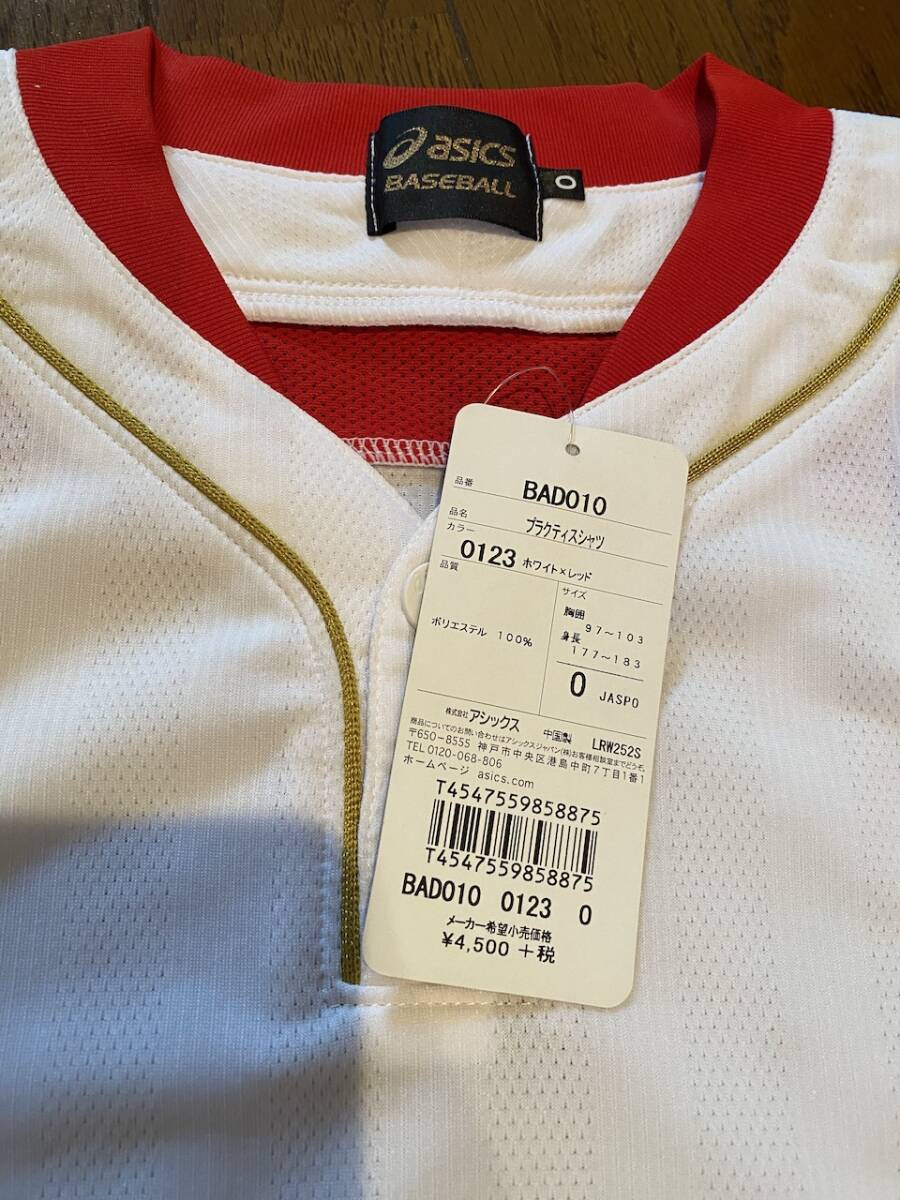 asics
BASEBALL
O
品番 BAD010
品名 プラクティスシャツ
カラー
0123 ホワイト×レッド
品質
ポリエステル 100%
サイズ
胸囲
97~103
身長
177~183
O JASPO
株式会社アシックス 中国製 LRW252S
商品についてのお問い合わせはアシックスジャパン(株)お客様相談室までどうぞ。
〒650-8555 神戸市中央区港島中町7丁目1番1
TEL0120-068-806
ホームページ asics.com
T4547559858875
T4547559858875
BAD010 0123 O
メーカー希望小売価格
¥4,500 +税